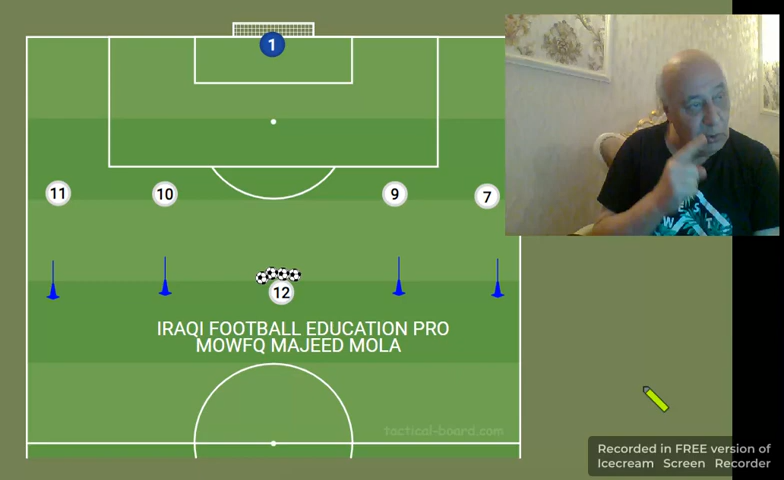 1
11
10
9
7
12
IRAQI FOOTBALL EDUCATION PRO
MOWFQ MAJEED MOLA
tactical-board.com
Recorded in FREE version of
Icecream Screen Recorder